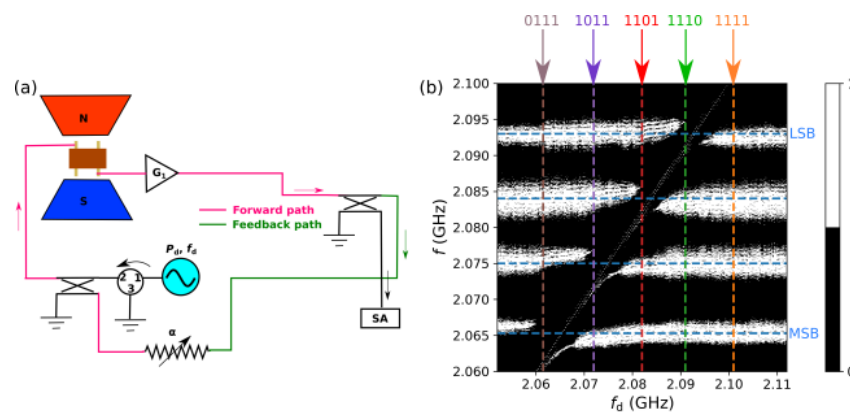 (a)
N
S
G1
Forward path
Feedback path
Pd, fd
2 1
3
α
SA
0111 1011 1101 1110 1111
(b)
2.100
2.095
2.090
2.085
2.080
2.075
2.070
2.065
2.060
f (GHz)
LSB
MSB
2.06 2.07 2.08 2.09 2.10 2.11
fd (GHz)